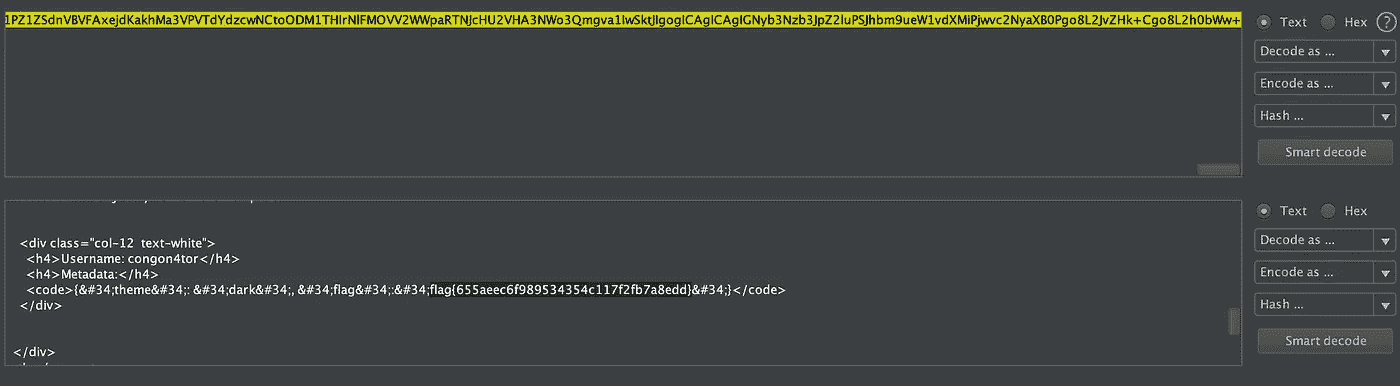 1PZ1ZSdnVBVFAxejdKakhMa3VPVTdYdzcwNCtoODM1THIrNlFMOVV2WWpaRTNJcHU2VHA3NWo3Qmgva1IwSktJIgogICAgICAgIGNyb3Nzb3JpZ2luPSJhbm9ueW1vdXMiPjwvc2NyaXB0Pgo8L2JvZHk+Cgo8L2h0bWw+
Text Hex ?
Decode as ...
Encode as ...
Hash ...
Smart decode
Text Hex
<div class="col-12 text-white">
Decode as ...
<h4>Username: congon4tor</h4>
<h4>Metadata:</h4>
Encode as ...
<code>{&#34;theme&#34;: &#34;dark&#34;, &#34;flag&#34;:&#34;flag{655aeec6f989534354c117f2fb7a8edd}&#34;}</code>
</div>
Hash ...
Smart decode
</div>